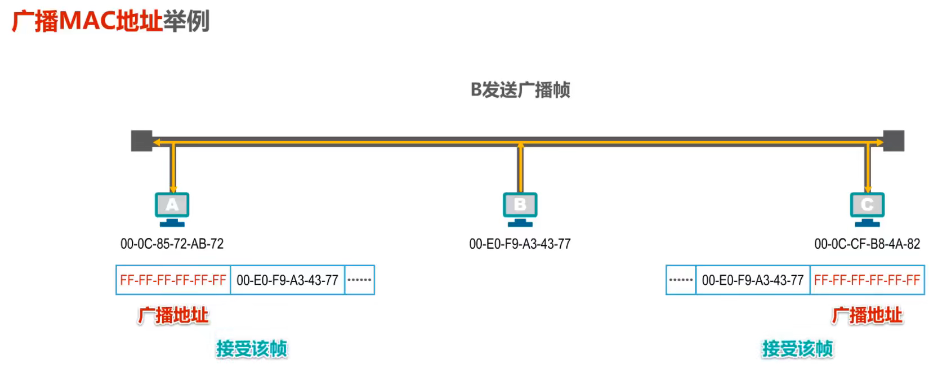 广播MAC地址举例
B发送广播帧
A
B
C
00-0C-85-72-AB-72
00-E0-F9-A3-43-77
00-0C-CF-B8-4A-82
FF-FF-FF-FF-FF-FF 00-E0-F9-A3-43-77 ······
······ 00-E0-F9-A3-43-77 FF-FF-FF-FF-FF-FF
广播地址
广播地址
接受该帧
接受该帧